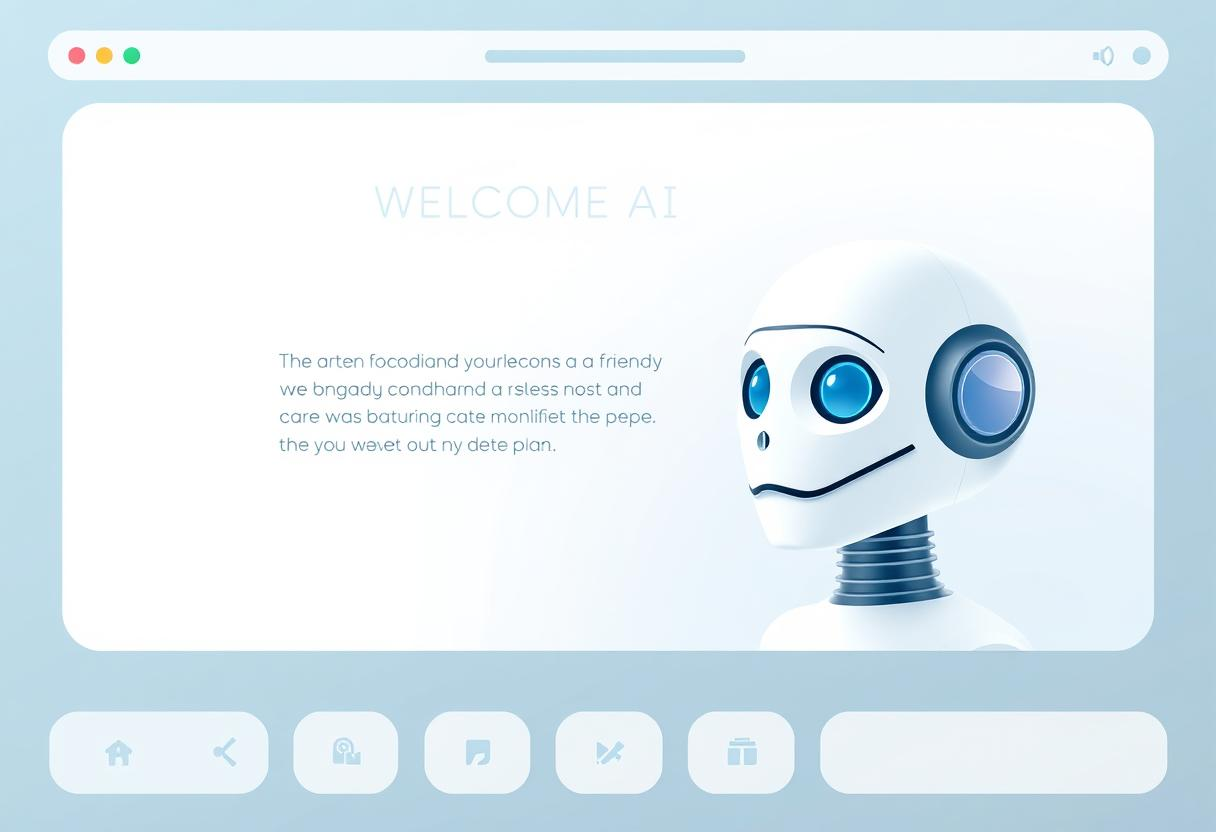 WELCOME AI
The arten focodiand yourlecons a a friendy
we bngady condharnd a rsless nost and
care was baturing cate monlifiet the pepe.
the you wavet out ny dete plan.